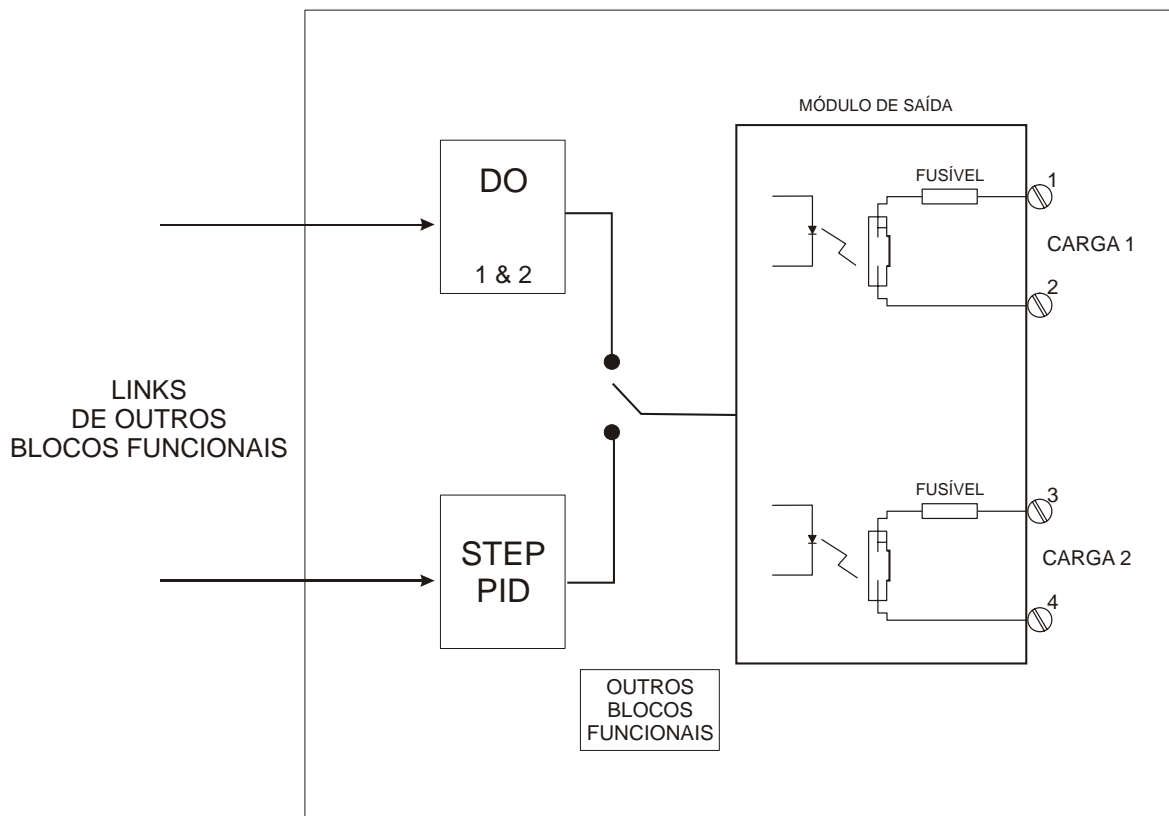 MÓDULO DE SAÍDA
DO
1 & 2
FUSÍVEL
1
CARGA 1
2
LINKS
DE OUTROS
BLOCOS FUNCIONAIS
STEP
PID
FUSÍVEL
3
CARGA 2
4
OUTROS
BLOCOS
FUNCIONAIS